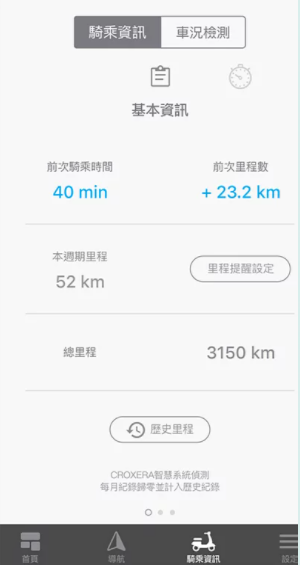 騎乘資訊 車況檢測
基本資訊
前次騎乘時間 前次里程數
40 min + 23.2 km
本週期里程 里程提醒設定
52 km
總里程 3150 km
歷史里程
CROXERA智慧系統偵測
每月紀錄歸零並計入歷史紀錄
首頁 導航 騎乘資訊 設定